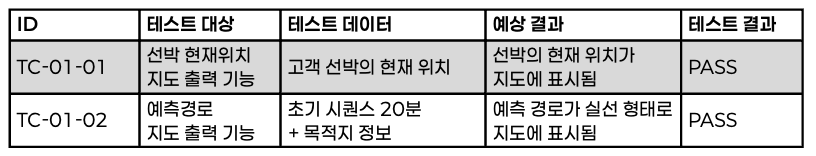 ID 테스트 대상 테스트 데이터 예상 결과 테스트 결과
TC-01-01 선박 현재위치 지도 출력 기능 고객 선박의 현재 위치 선박의 현재 위치가 지도에 표시됨 PASS
TC-01-02 예측경로 지도 출력 기능 초기 시퀀스 20분 + 목적지 정보 예측 경로가 실선 형태로 지도에 표시됨 PASS